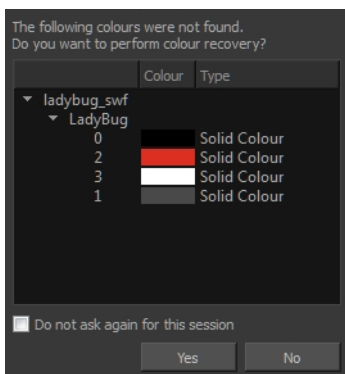 The following colours were not found.
Do you want to perform colour recovery?
Colour Type
ladybug_swf
LadyBug
0 Solid Colour
2 Solid Colour
3 Solid Colour
1 Solid Colour
Do not ask again for this session
Yes No